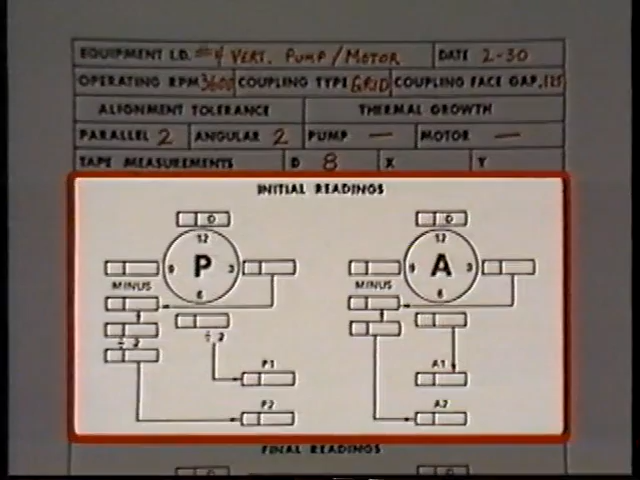 EQUIPMENT I.D. #4 VERT. PUMP/MOTOR DATE 2-30
OPERATING RPM 3600 COUPLING TYPE GRID COUPLING FACE GAP .125
ALIGNMENT TOLERANCE THERMAL GROWTH
PARALLEL 2 ANGULAR 2 PUMP — MOTOR —
TAPE MEASUREMENTS D 8 X Y
INITIAL READINGS
0 0
12 12
9 P 3 9 A 3
MINUS 6 MINUS 6
÷ 2 ÷ 2
P1 A1
P2 A2
FINAL READINGS
0 0